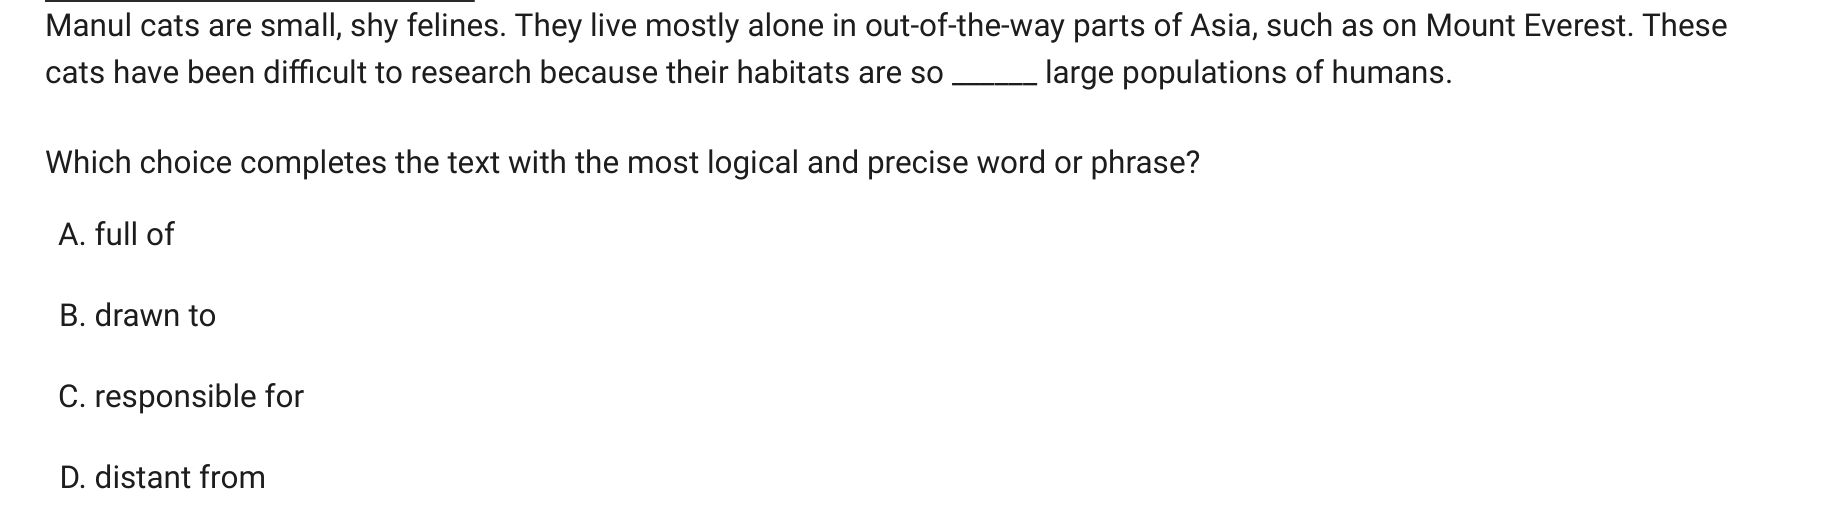 Manul cats are small, shy felines. They live mostly alone in out-of-the-way parts of Asia, such as on Mount Everest. These
cats have been difficult to research because their habitats are so ______ large populations of humans.
Which choice completes the text with the most logical and precise word or phrase?
A. full of
B. drawn to
C. responsible for
D. distant from